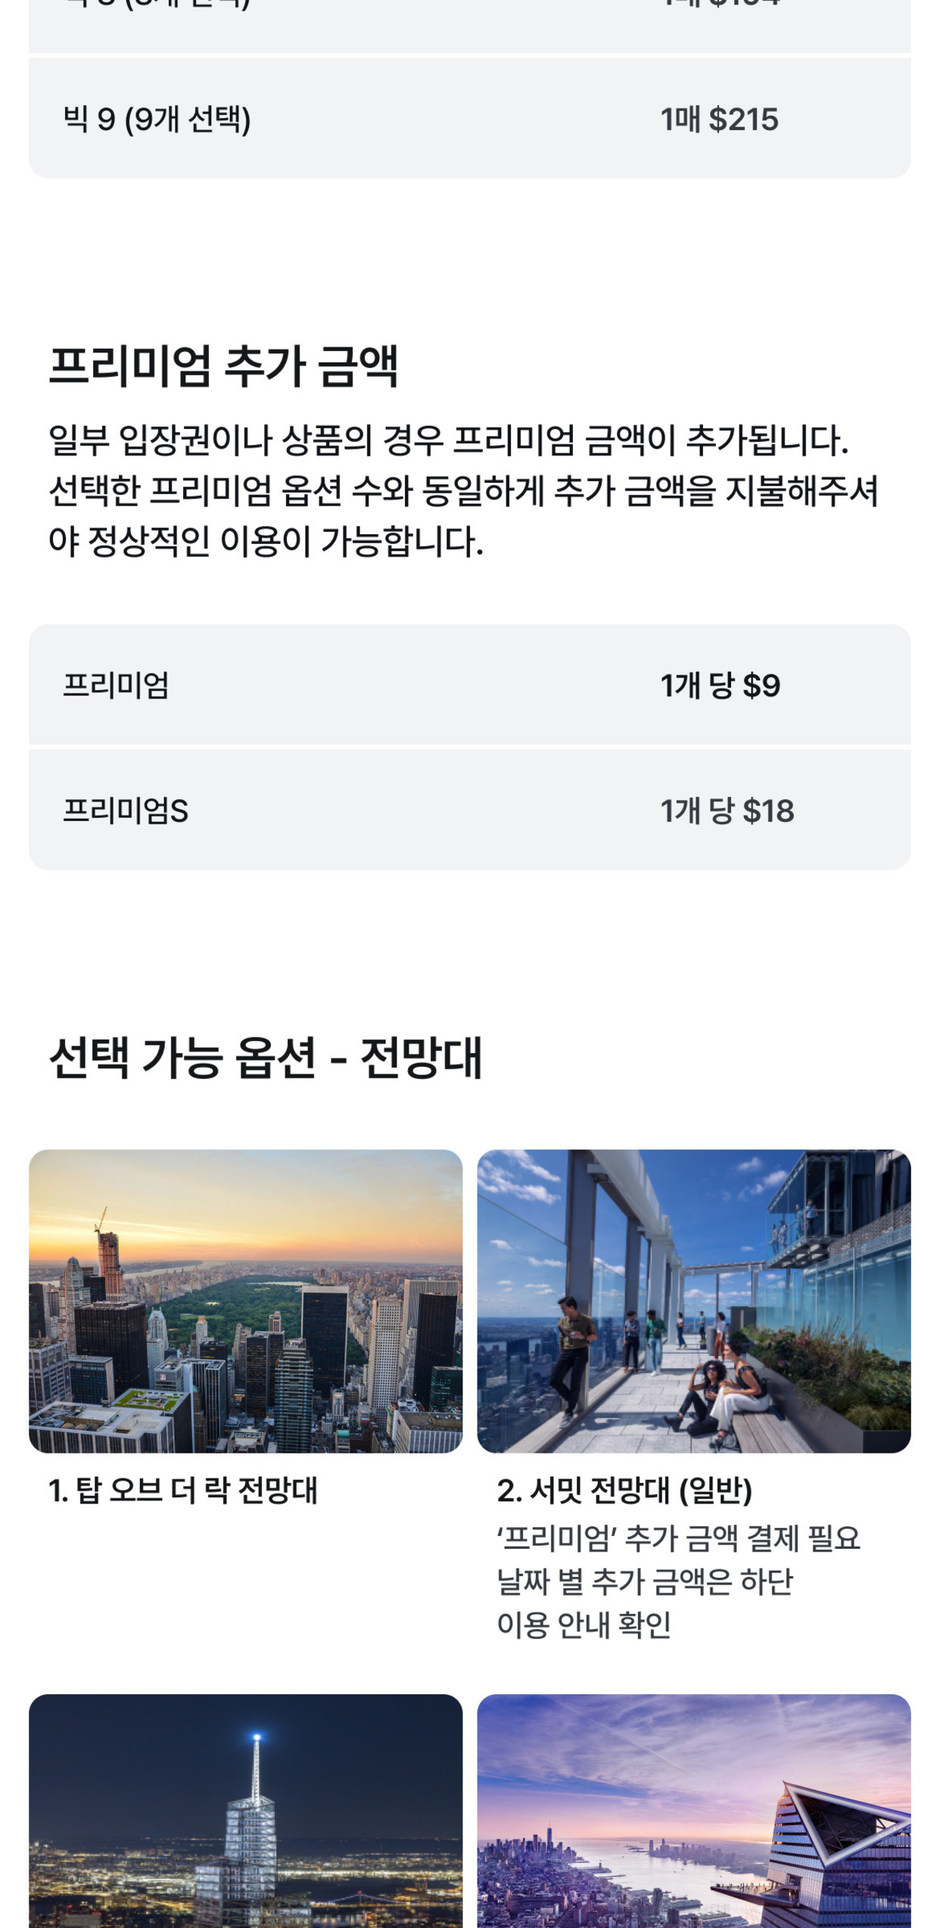 빅 9 (9개 선택) 1매 $215
프리미엄 추가 금액
일부 입장권이나 상품의 경우 프리미엄 금액이 추가됩니다.
선택한 프리미엄 옵션 수와 동일하게 추가 금액을 지불해주셔
야 정상적인 이용이 가능합니다.
프리미엄 1개 당 $9
프리미엄S 1개 당 $18
선택 가능 옵션 - 전망대
1. 탑 오브 더 락 전망대
2. 서밋 전망대 (일반)
‘프리미엄’ 추가 금액 결제 필요
날짜 별 추가 금액은 하단
이용 안내 확인